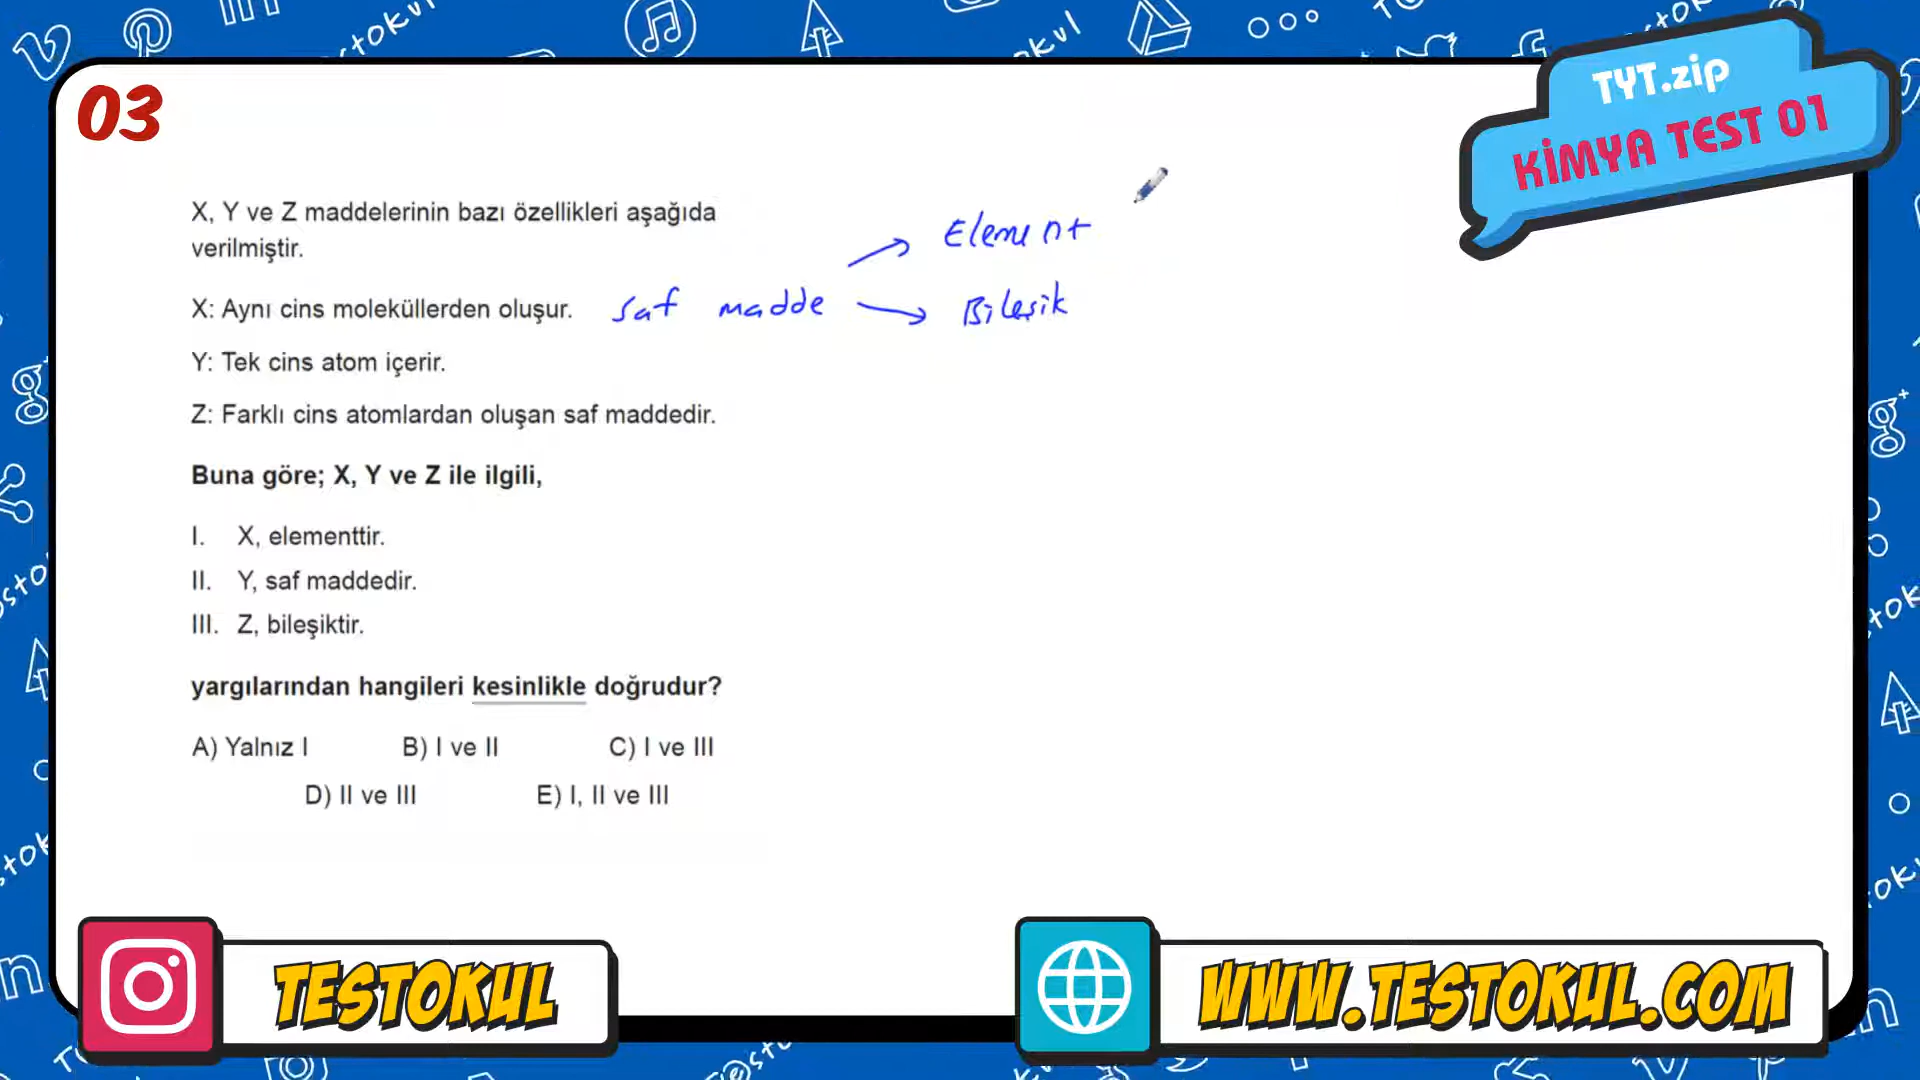 03
TYT.zip
KİMYA TEST 01
X, Y ve Z maddelerinin bazı özellikleri aşağıda
verilmiştir.
X: Aynı cins moleküllerden oluşur.
saf madde
Element
Bileşik
Y: Tek cins atom içerir.
Z: Farklı cins atomlardan oluşan saf maddedir.
Buna göre; X, Y ve Z ile ilgili,
I. X, elementtir.
II. Y, saf maddedir.
III. Z, bileşiktir.
yargılarından hangileri kesinlikle doğrudur?
A) Yalnız I B) I ve II C) I ve III
D) II ve III E) I, II ve III
TESTOKUL
WWW.TESTOKUL.COM